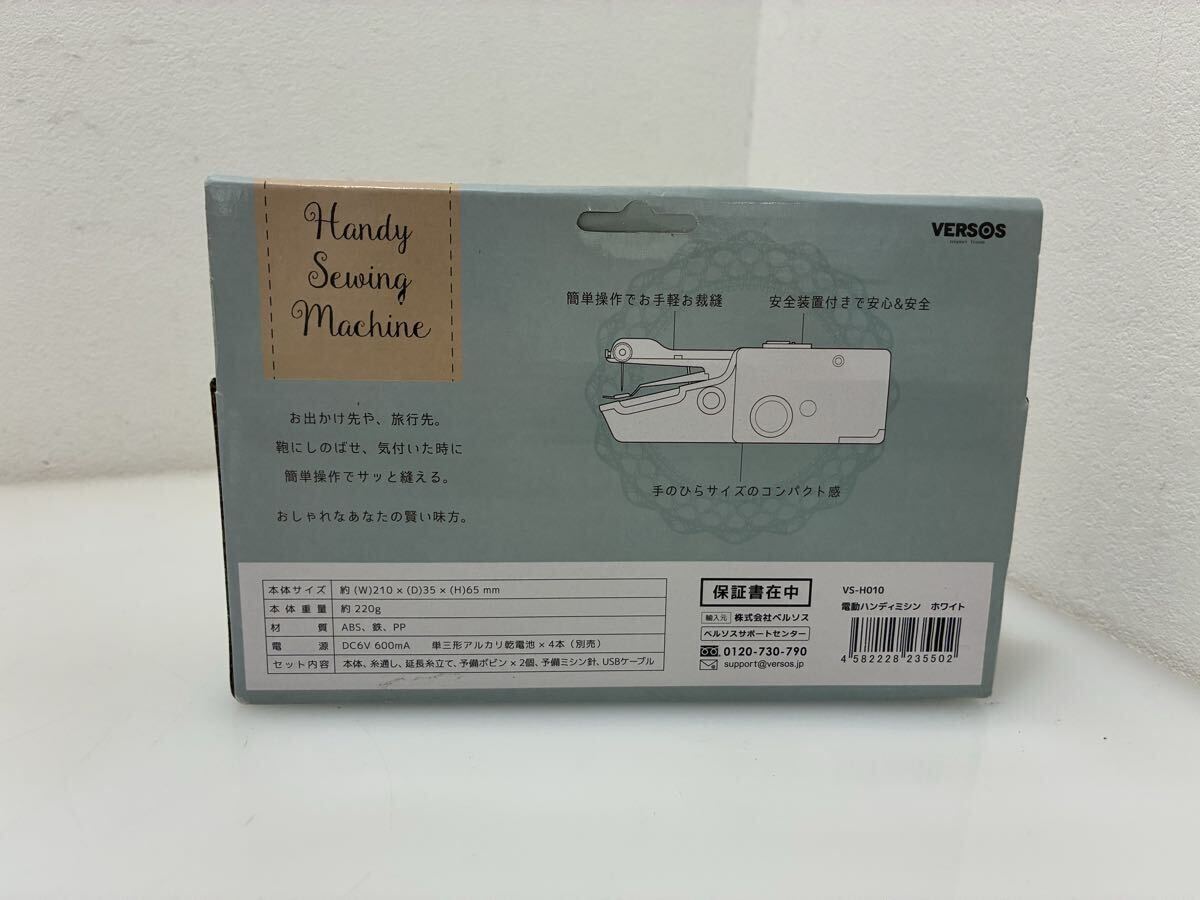 Handy
Sewing
Machine
VERSOS
簡単操作でお手軽お裁縫
安全装置付きで安心&安全
手のひらサイズのコンパクト感
お出かけ先や、旅行先。
鞄にしのばせ、気付いた時に
簡単操作でサッと縫える。
おしゃれなあなたの賢い味方。
本体サイズ 約 (W)210 × (D)35 × (H)65 mm
本体重量 約 220g
材質 ABS、鉄、PP
電源 DC6V 600mA 単三形アルカリ乾電池 × 4本（別売）
セット内容 本体、糸通し、延長糸立て、予備ボビン × 2個、予備ミシン針、USBケーブル
保証書在中
輸入元 株式会社ベルソス
ベルソスサポートセンター
0120-730-790
support@versos.jp
VS-H010
電動ハンディミシン ホワイト
4 582228 235502